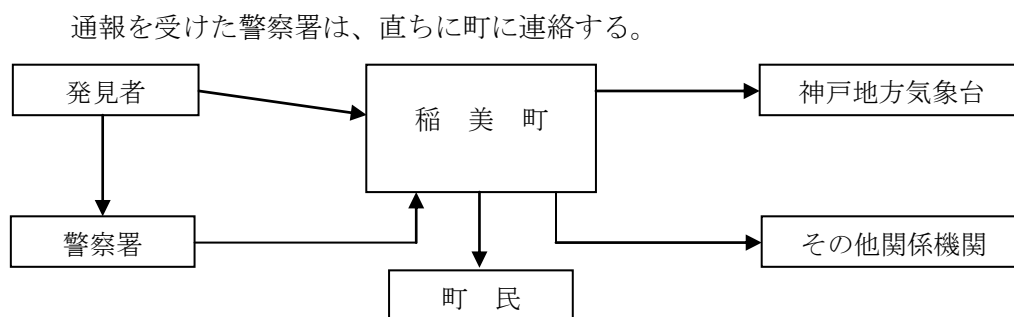 通報を受けた警察署は、直ちに町に連絡する。
発見者
稲 美 町
神戸地方気象台
警察署
その他関係機関
町 民